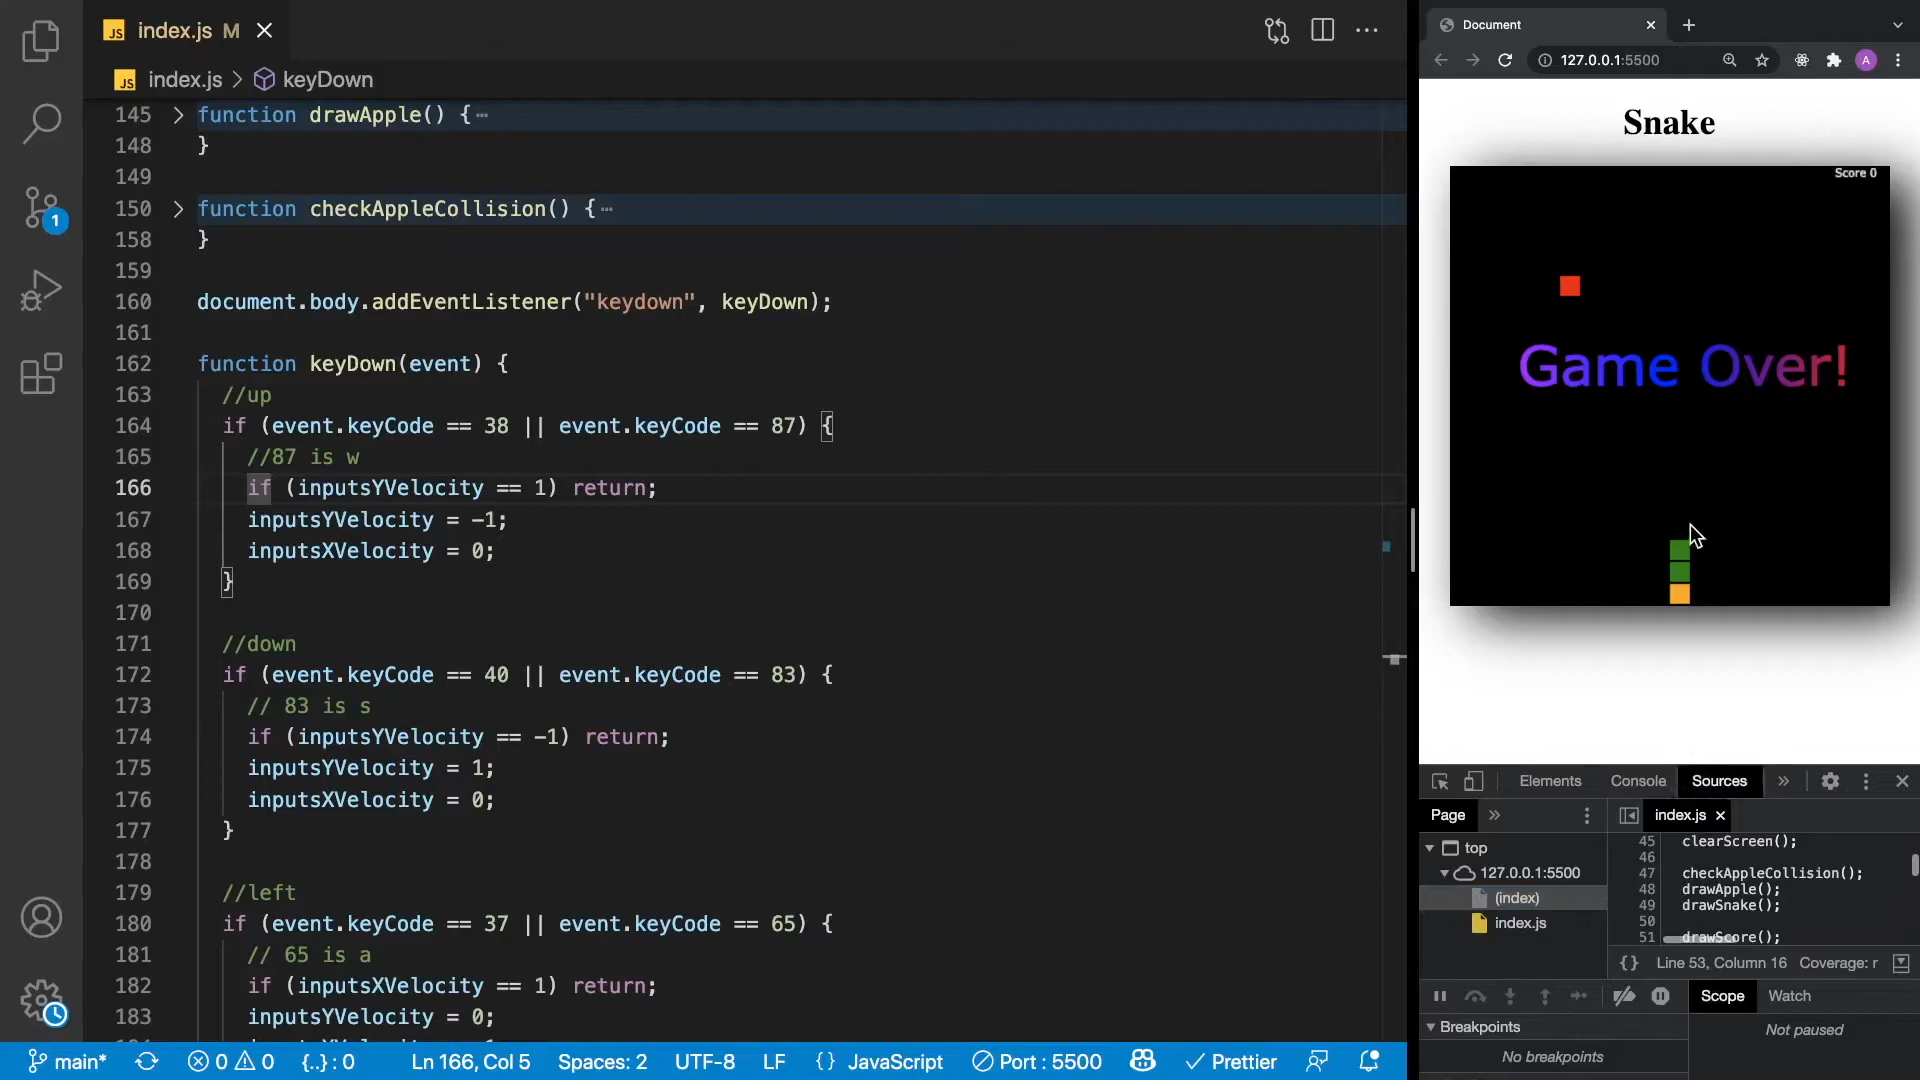 JS index.js M
JS index.js > keyDown
145 function drawApple() {…
148 }
149
150 function checkAppleCollision() {…
158 }
159
160 document.body.addEventListener("keydown", keyDown);
161
162 function keyDown(event) {
163 //up
164 if (event.keyCode == 38 || event.keyCode == 87) {
165 //87 is w
166 if (inputsYVelocity == 1) return;
167 inputsYVelocity = -1;
168 inputsXVelocity = 0;
169 }
170
171 //down
172 if (event.keyCode == 40 || event.keyCode == 83) {
173 // 83 is s
174 if (inputsYVelocity == -1) return;
175 inputsYVelocity = 1;
176 inputsXVelocity = 0;
177 }
178
179 //left
180 if (event.keyCode == 37 || event.keyCode == 65) {
181 // 65 is a
182 if (inputsXVelocity == 1) return;
183 inputsYVelocity = 0;
1
main* 0 0 {..} : 0 Ln 166, Col 5 Spaces: 2 UTF-8 LF {} JavaScript Port : 5500 Prettier
Document
127.0.0.1:5500 A
Snake
Score 0
Game Over!
Elements Console Sources »
Page » index.js
top
127.0.0.1:5500
(index)
index.js
45 clearScreen();
46
47 checkAppleCollision();
48 drawApple();
49 drawSnake();
50
51 drawScore();
{} Line 53, Column 16 Coverage: r
Scope Watch
Breakpoints
No breakpoints
Not paused